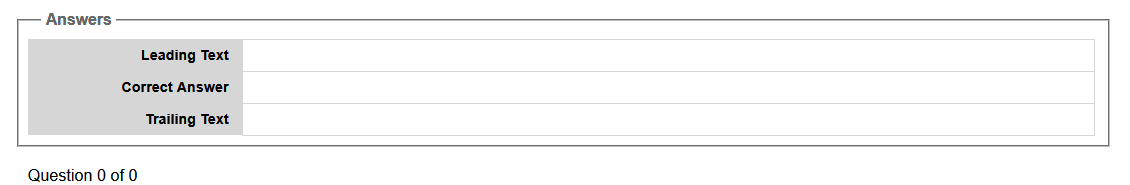 Answers
Leading Text
Correct Answer
Trailing Text
Question 0 of 0